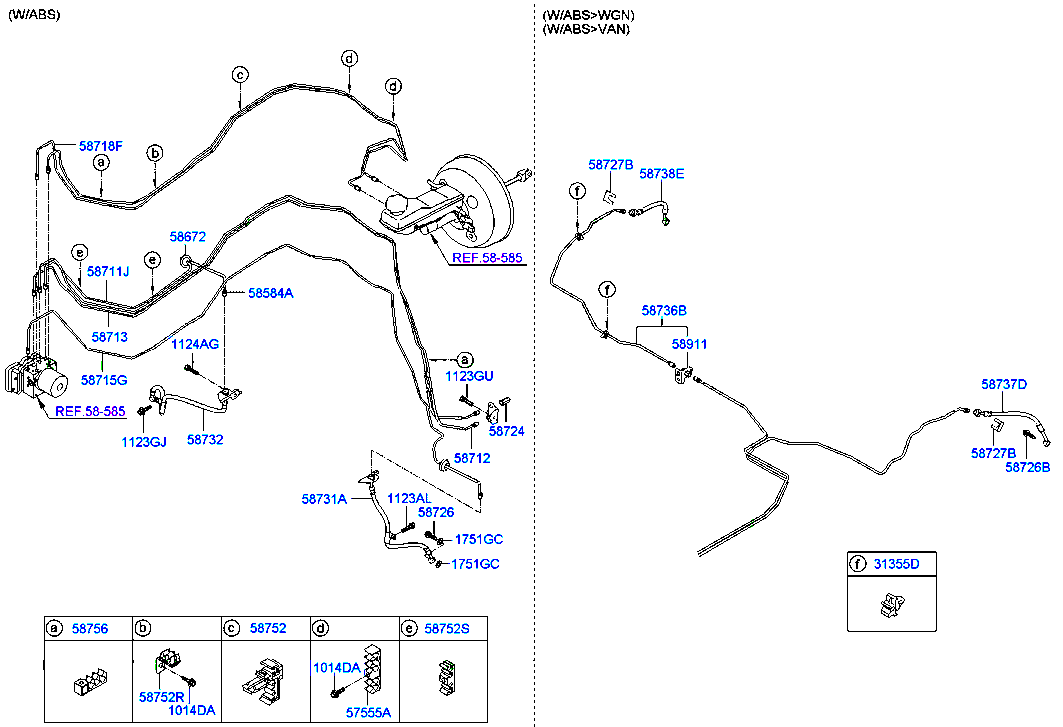 (W/ABS)
(W/ABS>WGN)
(W/ABS>VAN)
d
c
d
58718F
a
b
58727B
58738E
f
e
58672
e
58711J
REF.58-585
58584A
f
58713
58736B
1124AG
58911
58715G
a
1123GU
58737D
REF.58-585
1123GJ
58732
58724
58712
58727B
58726B
58731A
1123AL
58726
1751GC
1751GC
f 31355D
a 58756
b
c 58752
d
e 58752S
58752R
1014DA
1014DA
57555A